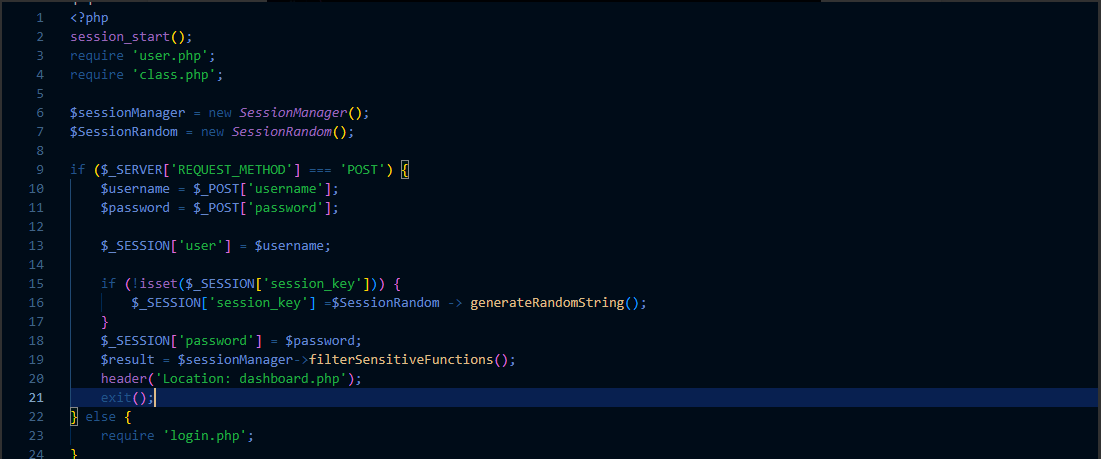 1 <?php
2 session_start();
3 require 'user.php';
4 require 'class.php';
5
6 $sessionManager = new SessionManager();
7 $SessionRandom = new SessionRandom();
8
9 if ($_SERVER['REQUEST_METHOD'] === 'POST') {
10 $username = $_POST['username'];
11 $password = $_POST['password'];
12
13 $_SESSION['user'] = $username;
14
15 if (!isset($_SESSION['session_key'])) {
16 $_SESSION['session_key'] =$SessionRandom -> generateRandomString();
17 }
18 $_SESSION['password'] = $password;
19 $result = $sessionManager->filterSensitiveFunctions();
20 header('Location: dashboard.php');
21 exit();
22 } else {
23 require 'login.php';
24 }